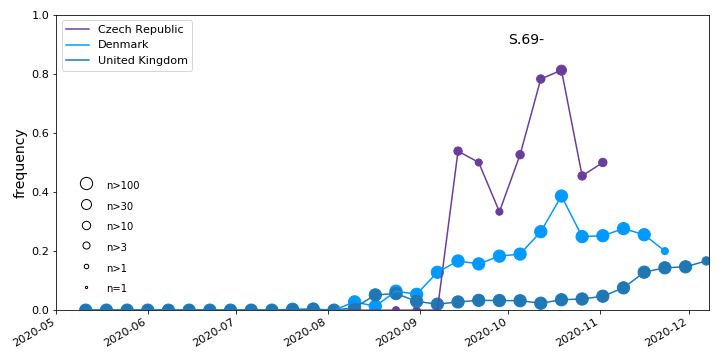 1.0
0.8
0.6
0.4
0.2
0.0
frequency
Czech Republic
Denmark
United Kingdom
S.69-
n>100
n>30
n>10
n>3
n>1
n=1
2020-05
2020-06
2020-07
2020-08
2020-09
2020-10
2020-11
2020-12